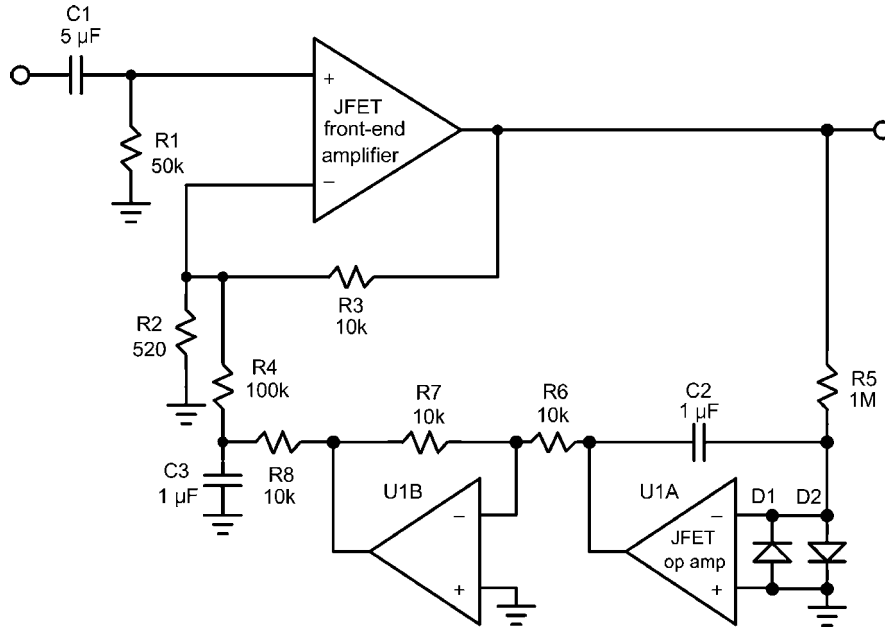 C1
5 µF
+
JFET
front-end
amplifier
−
R1
50k
R3
10k
R2
520
R4
100k
R5
1M
R7
10k
R6
10k
C2
1 µF
C3
1 µF
R8
10k
U1B
−
+
U1A
−
JFET
op amp
+
D1
D2